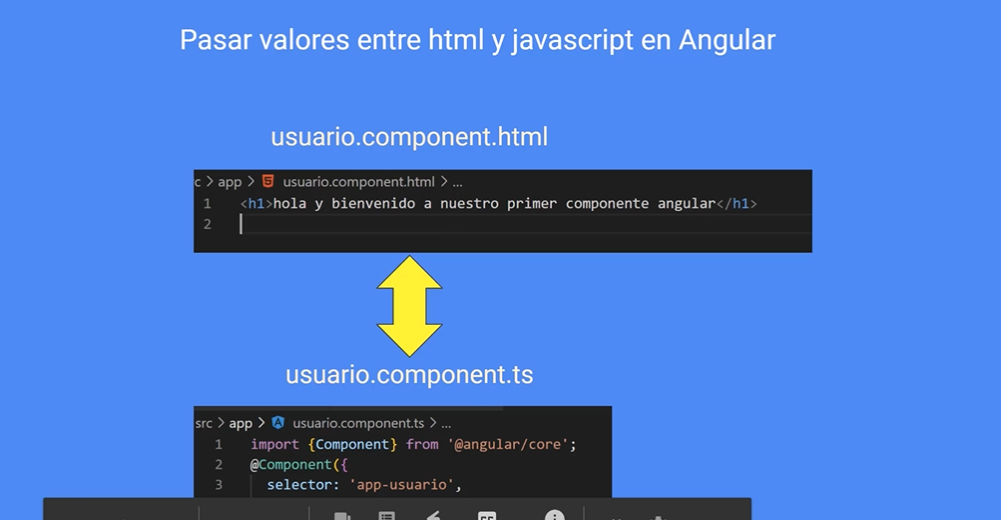 Pasar valores entre html y javascript en Angular
usuario.component.html
c > app > usuario.component.html > ...
1 <h1>hola y bienvenido a nuestro primer componente angular</h1>
2
usuario.component.ts
src > app > usuario.component.ts > ...
1 import {Component} from '@angular/core';
2 @Component({
3 selector: 'app-usuario',